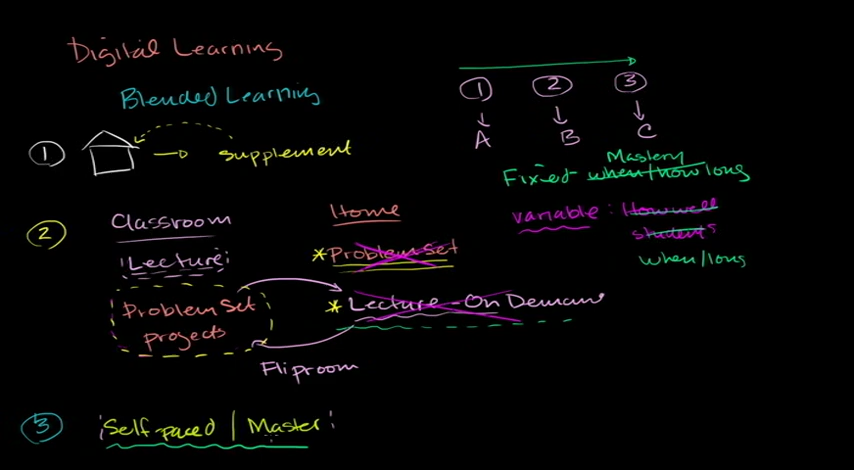 Digital Learning
Blended Learning
1 2 3
A B C
1 supplement
Mastery
Fixed - when/how long
2 Classroom Home
variable : How well
students
when/long
Lecture * Problem Set
Problem Set * Lecture - On Demand
projects
Fliproom
3 Self-paced | Master